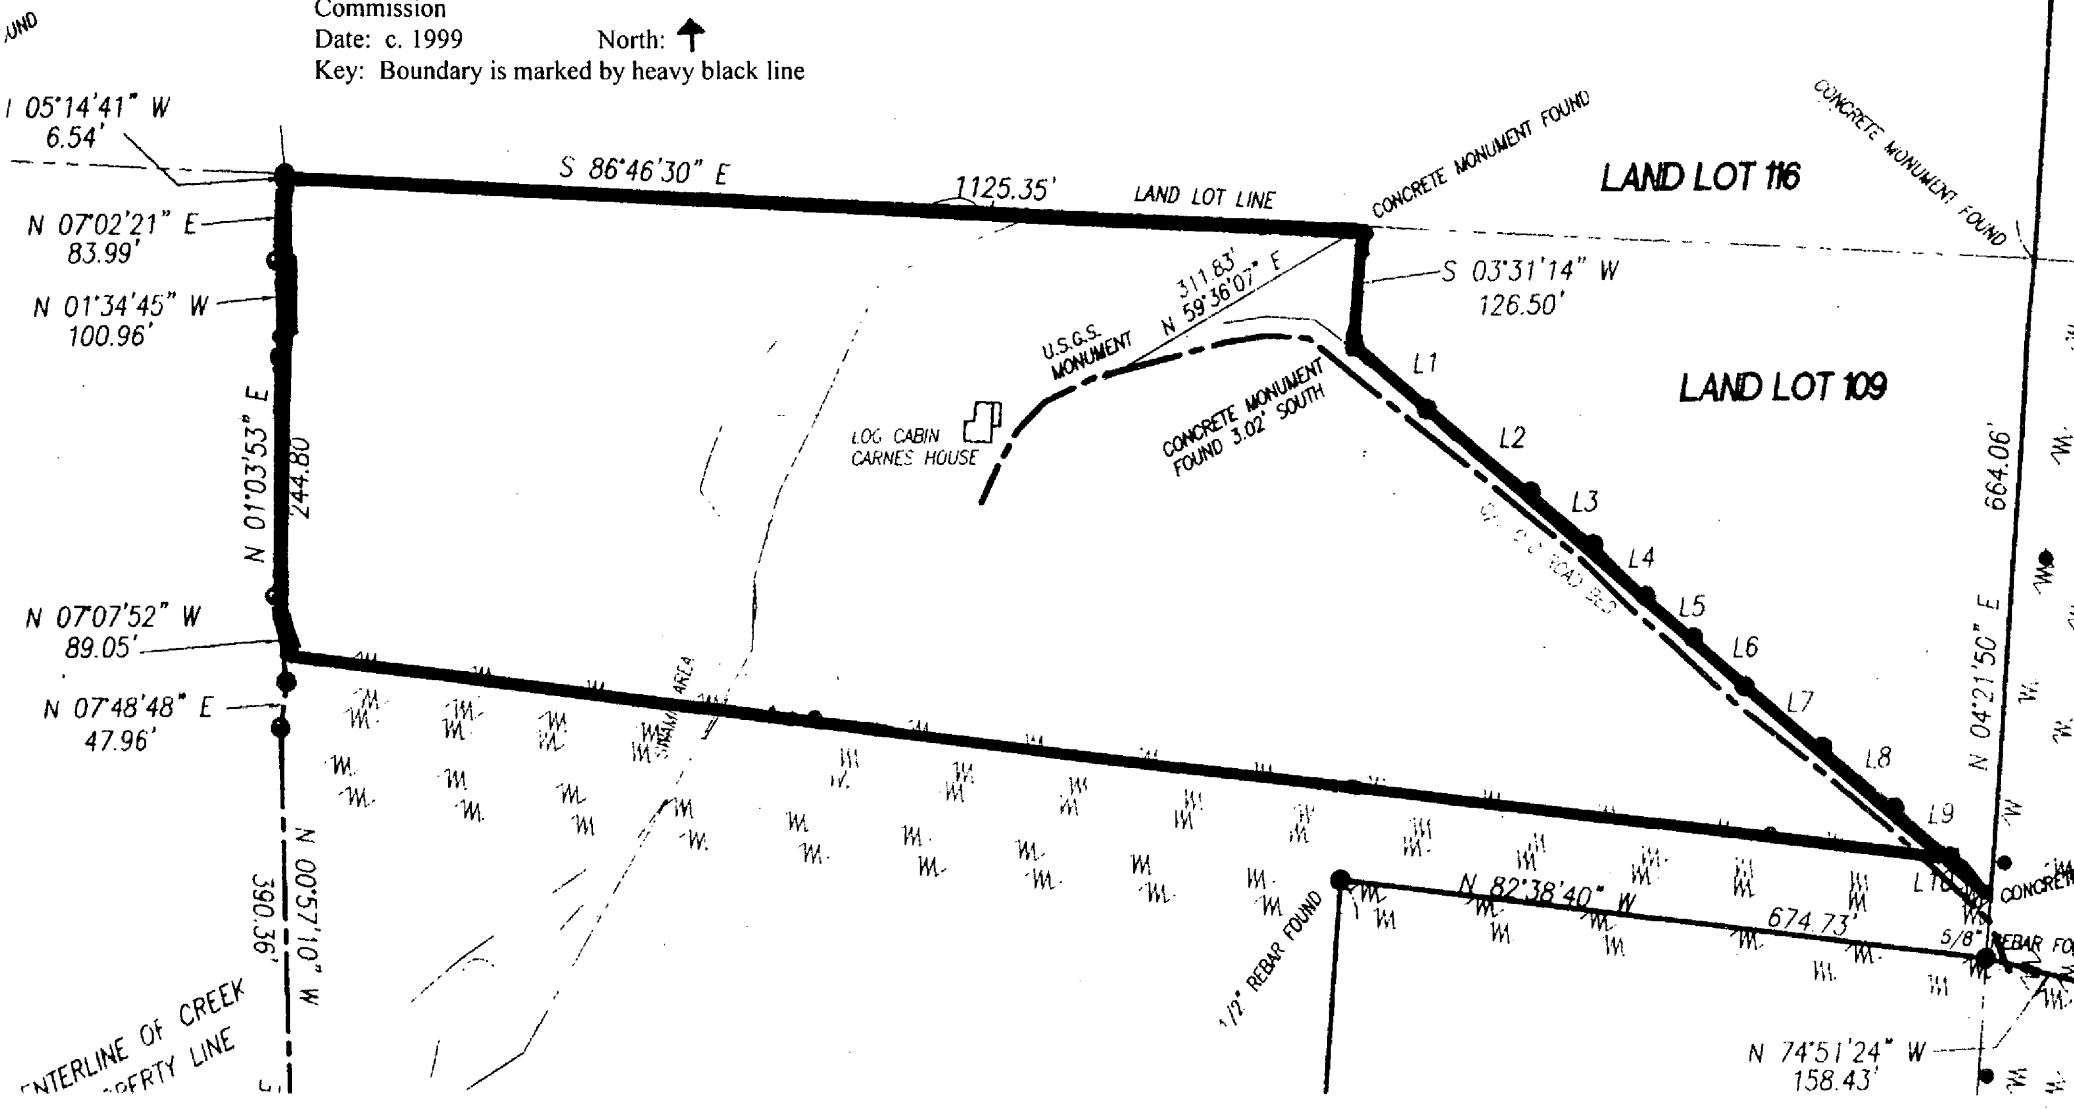 Commission
Date: c. 1999 North:
Key: Boundary is marked by heavy black line
05°14'41" W
6.54'
N 07°02'21" E
83.99'
N 01°34'45" W
100.96'
N 01°03'53" E
244.80
N 07°07'52" W
89.05'
N 07°48'48" E
47.96'
N 00°57'10" W
390.36'
S 86°46'30" E
1125.35'
LAND LOT LINE
CONCRETE MONUMENT FOUND
LAND LOT 116
CONCRETE MONUMENT FOUND
S 03°31'14" W
126.50'
311.83'
N 59°36'07" E
U.S.G.S.
MONUMENT
LOG CABIN
CARNES HOUSE
CONCRETE MONUMENT
FOUND 3.02' SOUTH
LAND LOT 109
L1
L2
L3
L4
L5
L6
L7
L8
L9
L10
ROAD BED
664.06'
N 04°21'50" E
AREA
N 82°38'40" W
674.73'
1/2" REBAR FOUND
5/8" REBAR
N 74°51'24" W
158.43'
OF CREEK
LINE